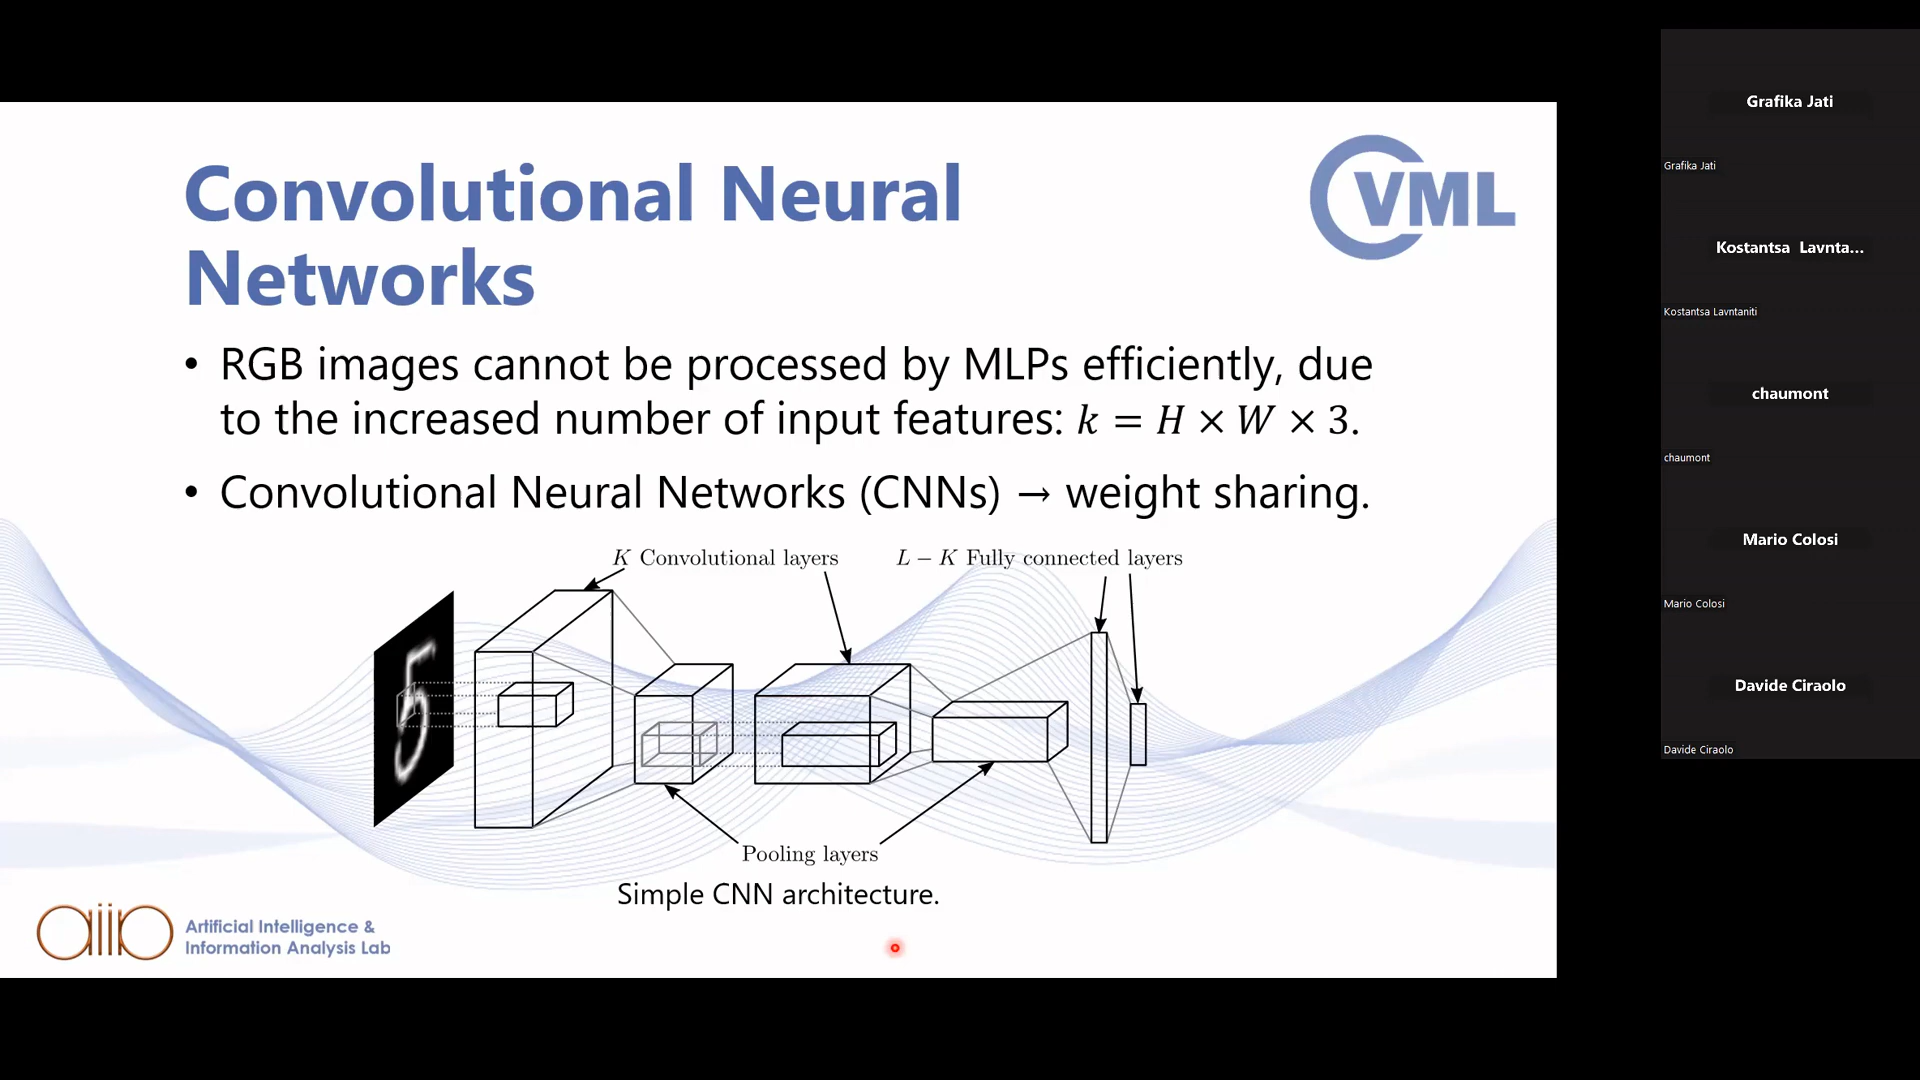 Convolutional Neural
Networks
VML
• RGB images cannot be processed by MLPs efficiently, due
to the increased number of input features: k = H × W × 3.
• Convolutional Neural Networks (CNNs) → weight sharing.
K Convolutional layers
L − K Fully connected layers
5
Pooling layers
Simple CNN architecture.
aiia
Artificial Intelligence &
Information Analysis Lab
Grafika Jati
Grafika Jati
Kostantsa Lavnta...
Kostantsa Lavntaniti
chaumont
chaumont
Mario Colosi
Mario Colosi
Davide Ciraolo
Davide Ciraolo